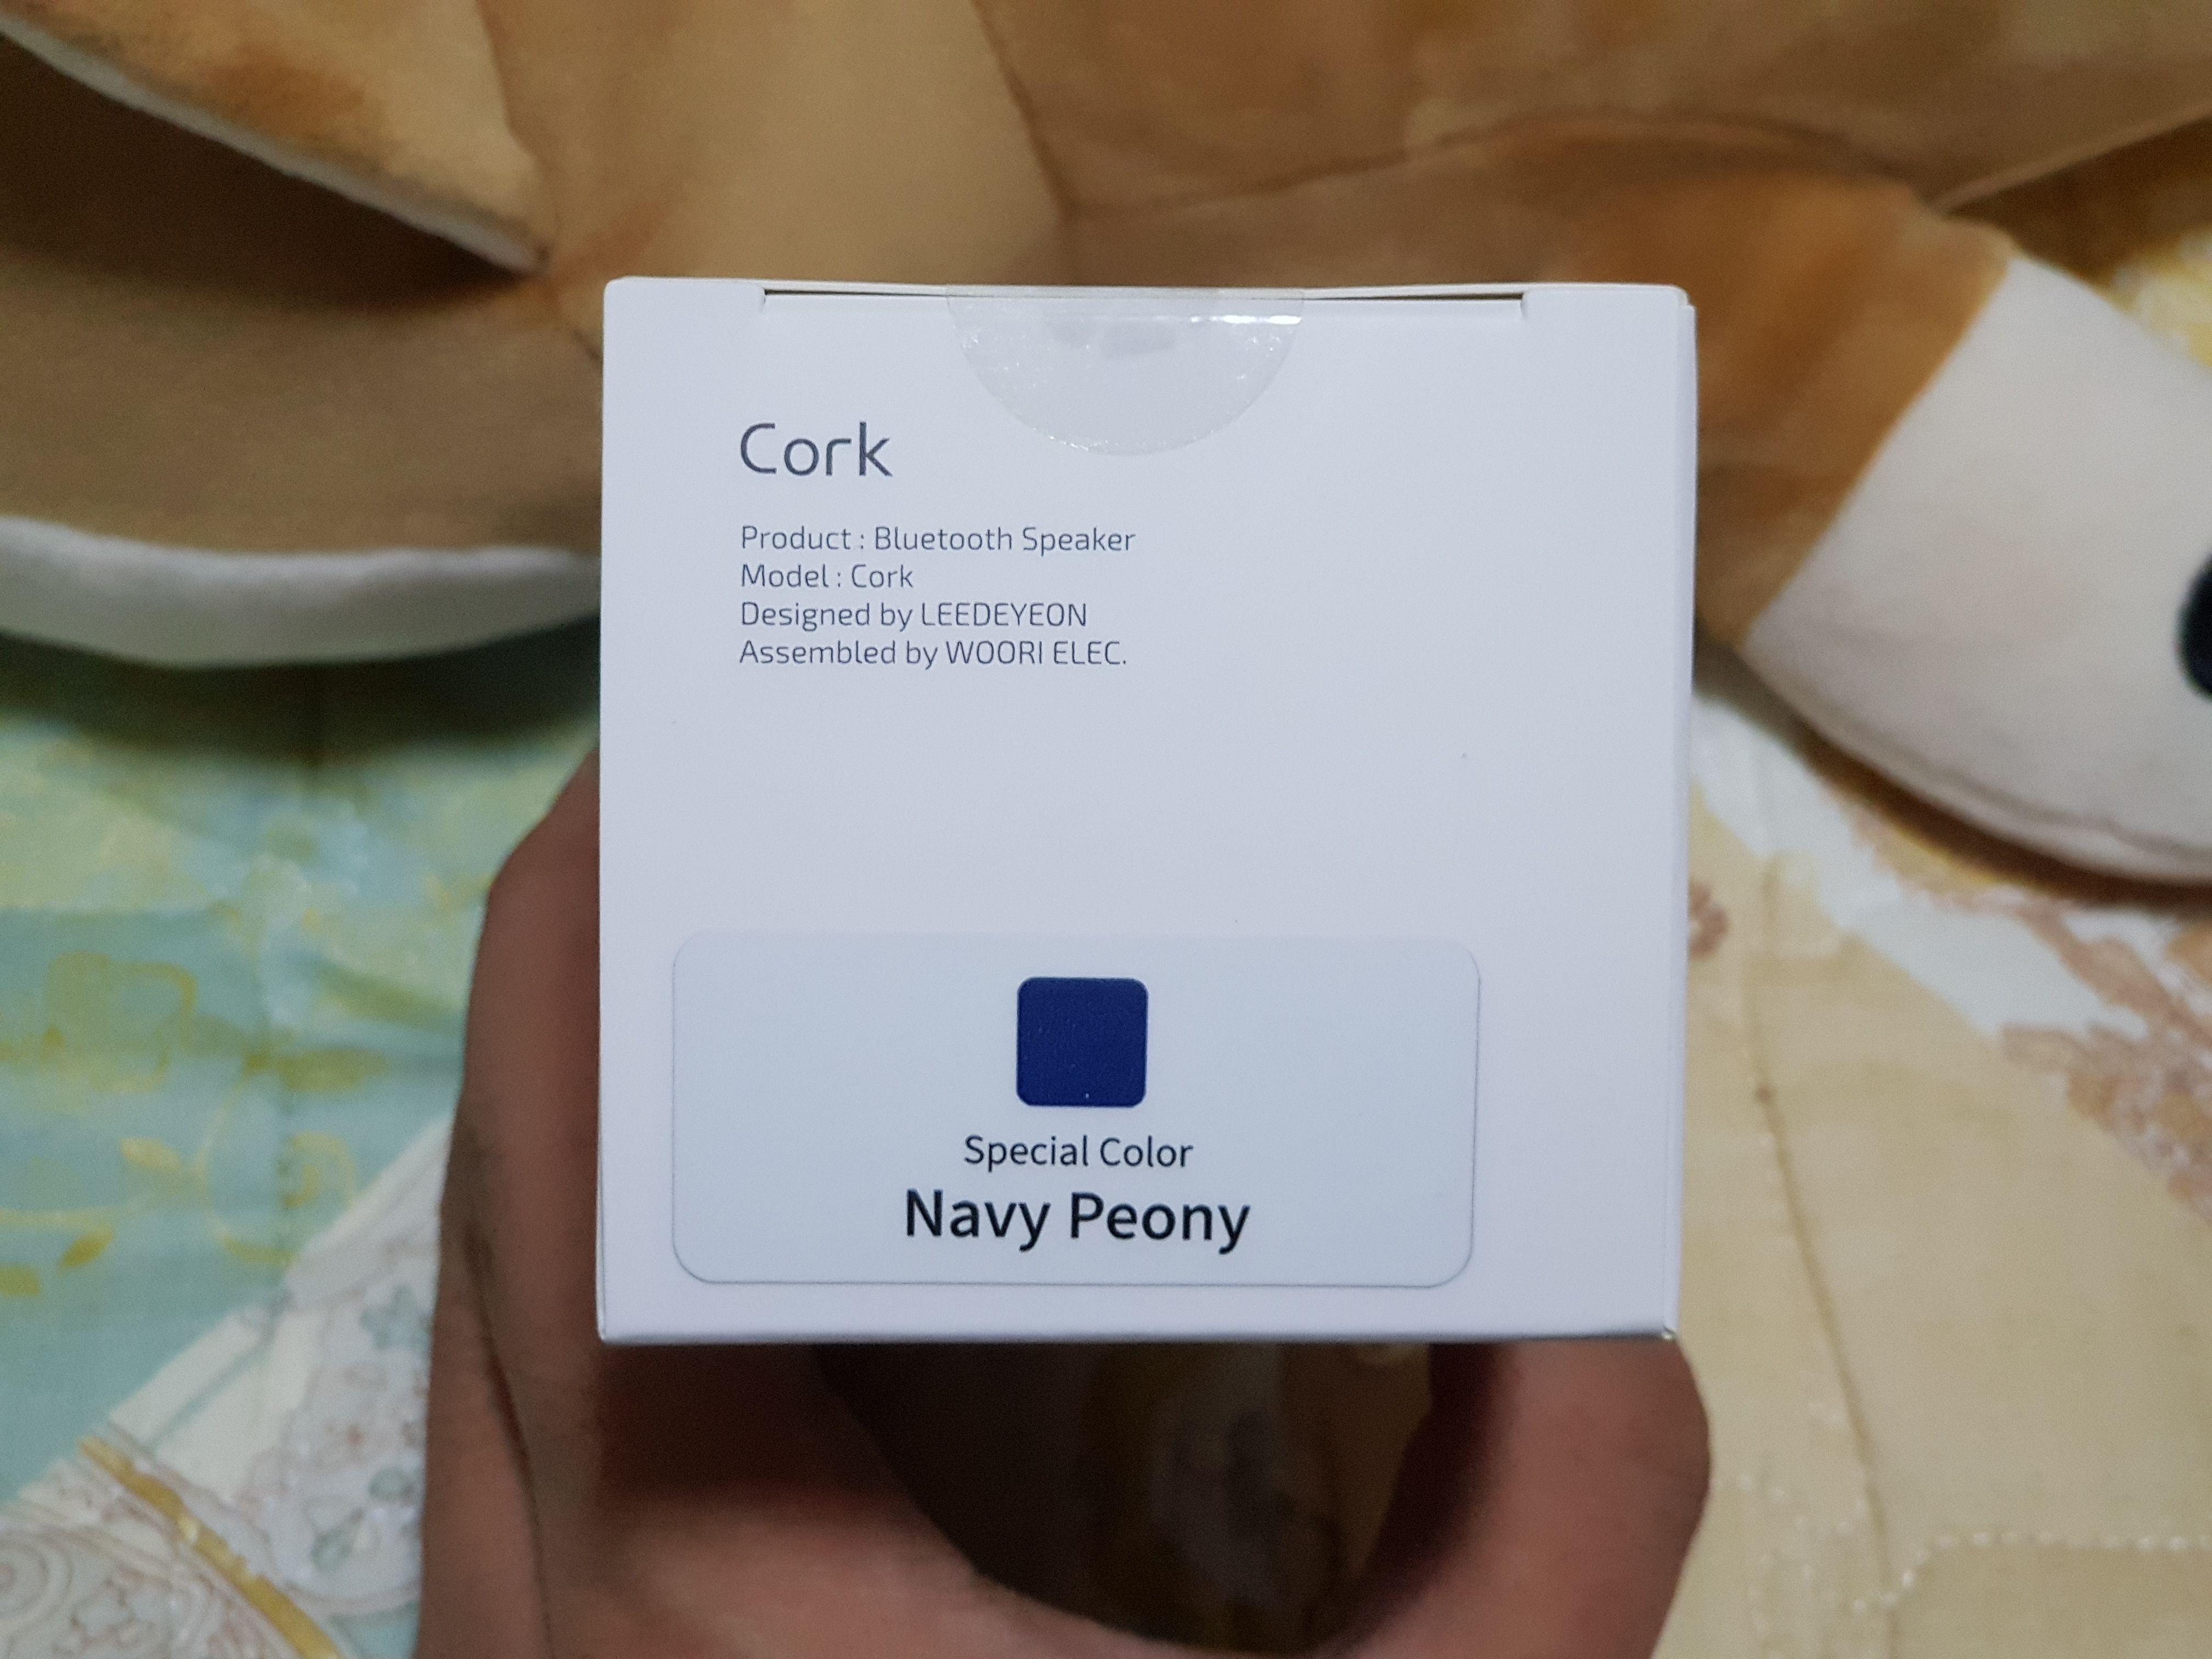 Cork
Product : Bluetooth Speaker
Model : Cork
Designed by LEEDEYEON
Assembled by WOORI ELEC.
Special Color
Navy Peony